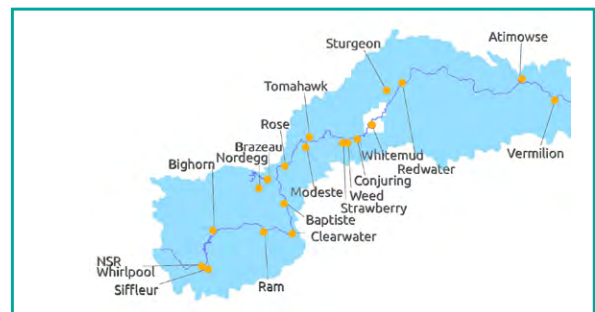 Atimowse
Sturgeon
Tomahawk
Rose
Brazeau
Nordegg
Bighorn
Vermilion
Redwater
Whitemud
Conjuring
Weed
Strawberry
Modeste
Baptiste
Clearwater
NSR
Whirlpool
Siffleur
Ram